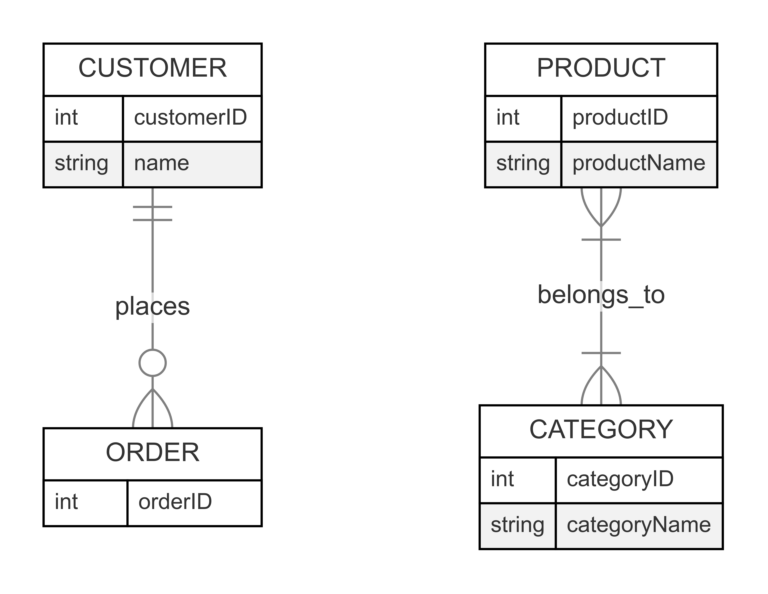 CUSTOMER
int customerID
string name
places
ORDER
int orderID
PRODUCT
int productID
string productName
belongs_to
CATEGORY
int categoryID
string categoryName